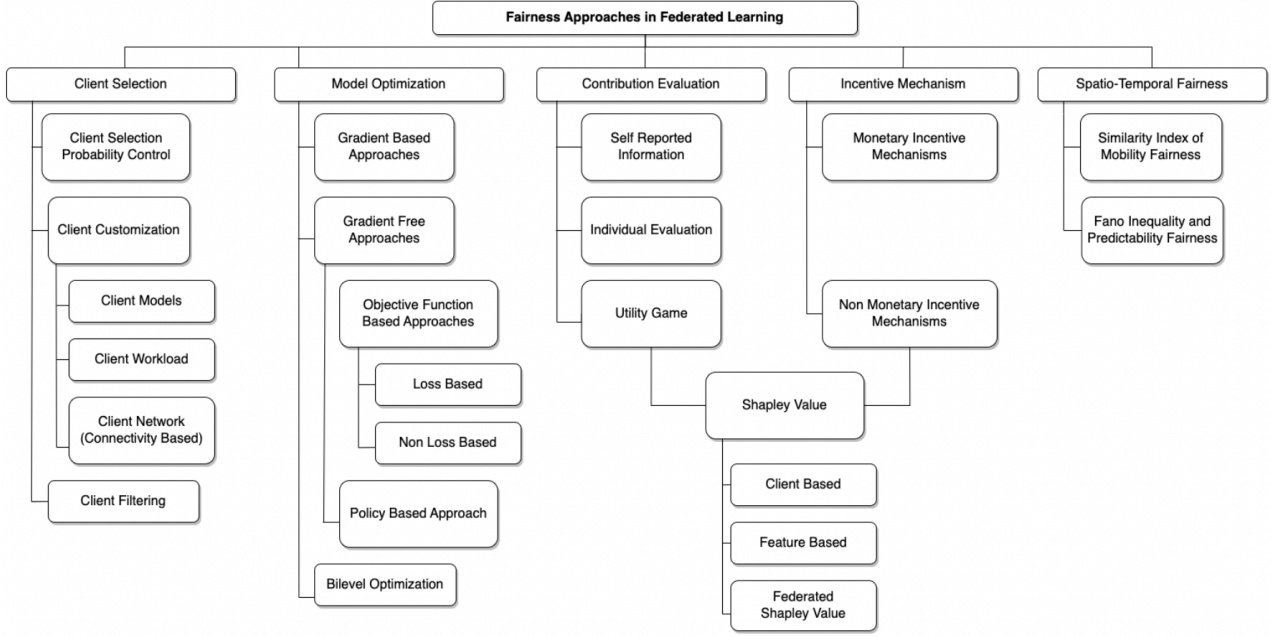 Fairness Approaches in Federated Learning
Client Selection
Client Selection
Probability Control
Client Customization
Client Models
Client Workload
Client Network
(Connectivity Based)
Client Filtering
Model Optimization
Gradient Based
Approaches
Gradient Free
Approaches
Objective Function
Based Approaches
Loss Based
Non Loss Based
Policy Based Approach
Bilevel Optimization
Contribution Evaluation
Self Reported
Information
Individual Evaluation
Utility Game
Incentive Mechanism
Monetary Incentive
Mechanisms
Non Monetary Incentive
Mechanisms
Shapley Value
Client Based
Feature Based
Federated
Shapley Value
Spatio-Temporal Fairness
Similarity Index of
Mobility Fairness
Fano Inequality and
Predictability Fairness